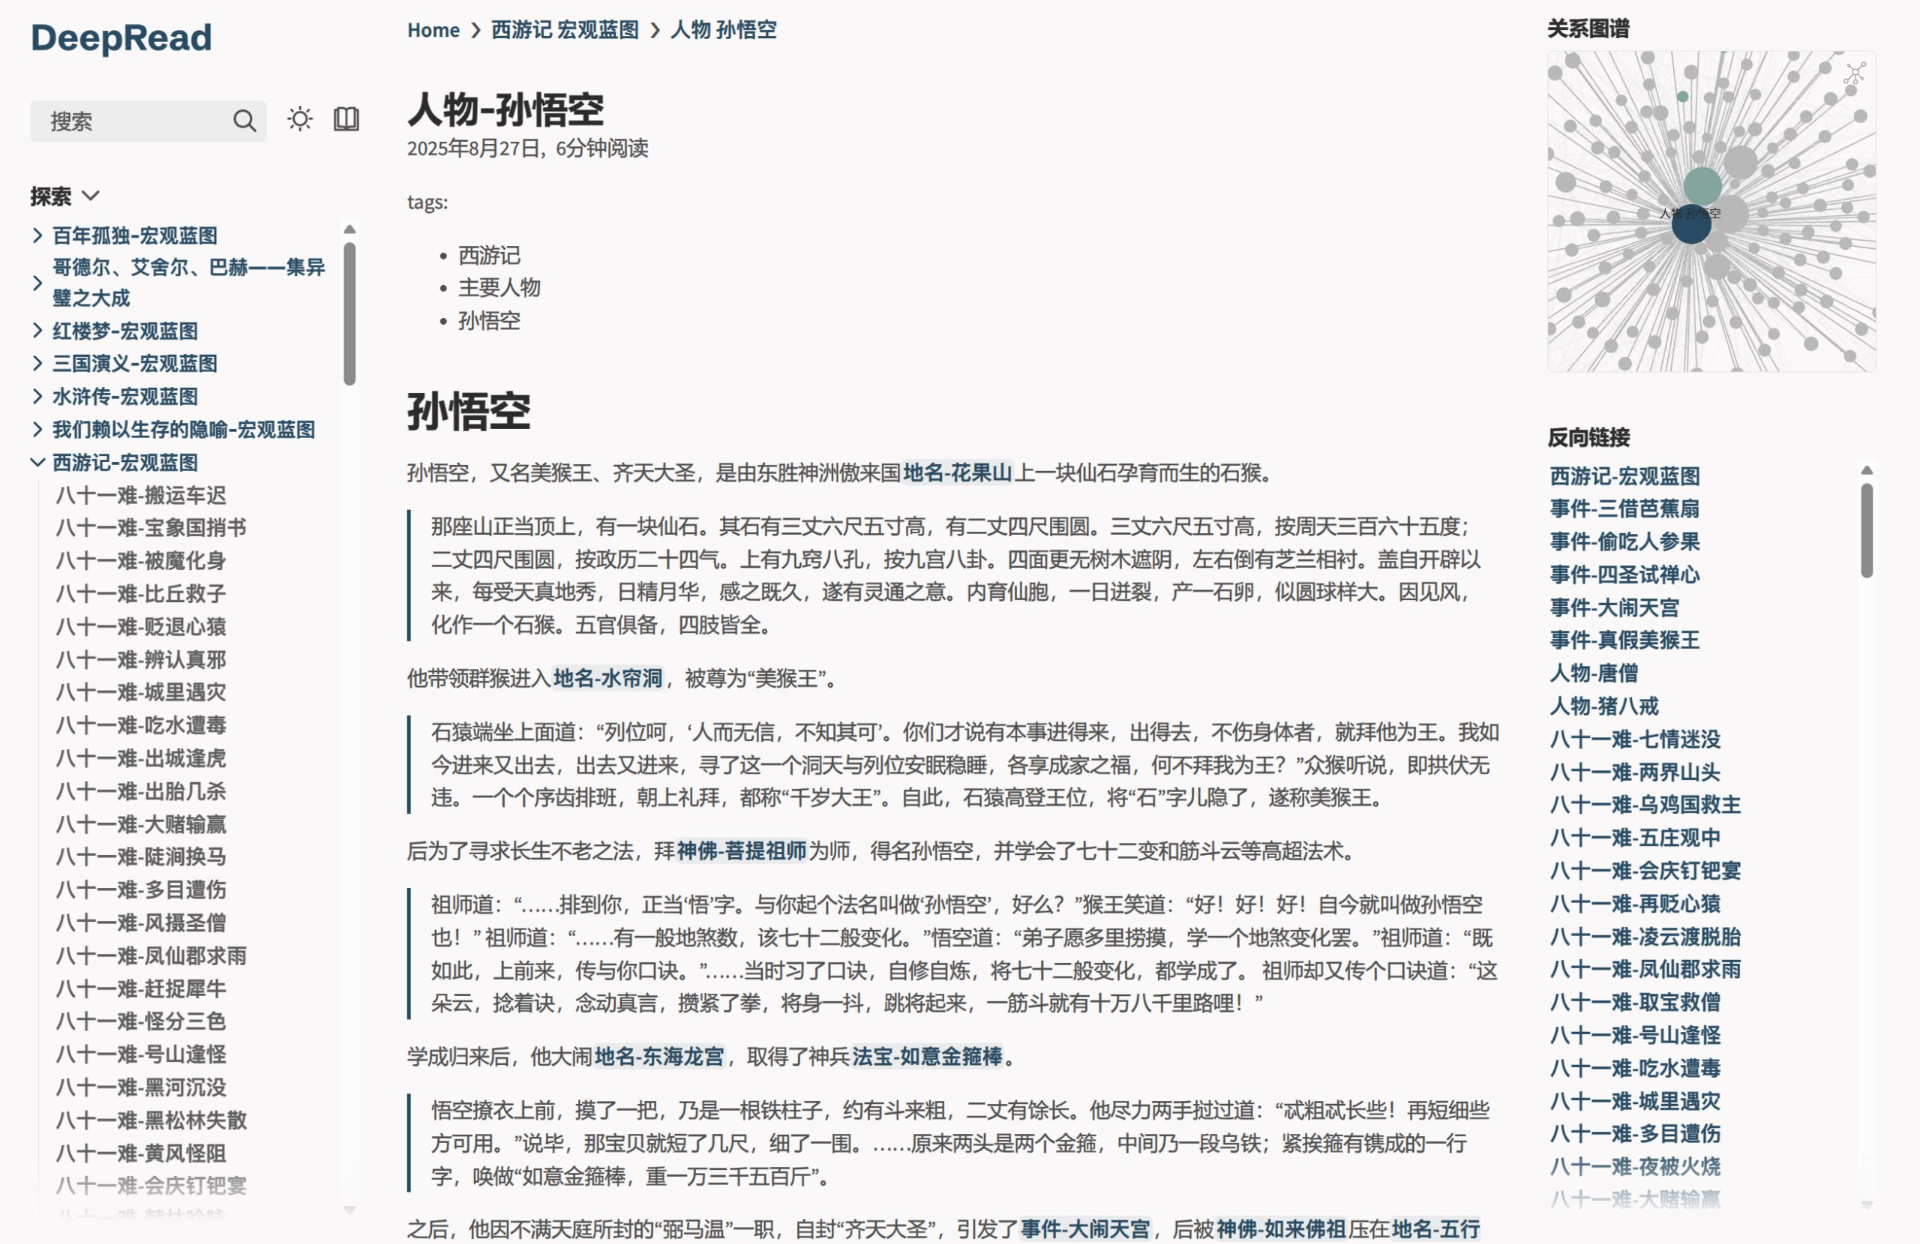 DeepRead
搜索
探索
百年孤独-宏观蓝图
哥德尔、艾舍尔、巴赫——集异
璧之大成
红楼梦-宏观蓝图
三国演义-宏观蓝图
水浒传-宏观蓝图
我们赖以生存的隐喻-宏观蓝图
西游记-宏观蓝图
八十一难-搬运车迟
八十一难-宝象国捎书
八十一难-被魔化身
八十一难-比丘救子
八十一难-贬退心猿
八十一难-辨认真邪
八十一难-城里遇灾
八十一难-吃水遭毒
八十一难-出城逢虎
八十一难-出胎几杀
八十一难-大赌输赢
八十一难-陡涧换马
八十一难-多目遭伤
八十一难-风摄圣僧
八十一难-凤仙郡求雨
八十一难-赶捉犀牛
八十一难-怪分三色
八十一难-号山逢怪
八十一难-黑河沉没
八十一难-黑松林失散
八十一难-黄风怪阻
八十一难-会庆钉钯宴
Home > 西游记 宏观蓝图 > 人物 孙悟空
人物-孙悟空
2025年8月27日, 6分钟阅读
tags:
• 西游记
• 主要人物
• 孙悟空
孙悟空
孙悟空，又名美猴王、齐天大圣，是由东胜神洲傲来国地名-花果山上一块仙石孕育而生的石猴。
那座山正当顶上，有一块仙石。其石有三丈六尺五寸高，有二丈四尺围圆。三丈六尺五寸高，按周天三百六十五度；
二丈四尺围圆，按政历二十四气。上有九窍八孔，按九宫八卦。四面更无树木遮阴，左右倒有芝兰相衬。盖自开辟以
来，每受天真地秀，日精月华，感之既久，遂有灵通之意。内育仙胞，一日迸裂，产一石卵，似圆球样大。因见风，
化作一个石猴。五官俱备，四肢皆全。
他带领群猴进入地名-水帘洞，被尊为“美猴王”。
石猿端坐上面道：“列位呵，‘人而无信，不知其可’。你们才说有本事进得来，出得去，不伤身体者，就拜他为王。我如
今进来又出去，出去又进来，寻了这一个洞天与列位安眠稳睡，各享成家之福，何不拜我为王？”众猴听说，即拱伏无
违。一个个序齿排班，朝上礼拜，都称“千岁大王”。自此，石猿高登王位，将“石”字儿隐了，遂称美猴王。
后为了寻求长生不老之法，拜神佛-菩提祖师为师，得名孙悟空，并学会了七十二变和筋斗云等高超法术。
祖师道：“……排到你，正当‘悟’字。与你起个法名叫做‘孙悟空’，好么？”猴王笑道：“好！好！好！自今就叫做孙悟空
也！” 祖师道：“……有一般地煞数，该七十二般变化。”悟空道：“弟子愿多里捞摸，学一个地煞变化罢。”祖师道：“既
如此，上前来，传与你口诀。”……当时习了口诀，自修自炼，将七十二般变化，都学成了。 祖师却又传个口诀道：“这
朵云，捻着诀，念动真言，攒紧了拳，将身一抖，跳将起来，一筋斗就有十万八千里路哩！”
学成归来后，他大闹地名-东海龙宫，取得了神兵法宝-如意金箍棒。
悟空撩衣上前，摸了一把，乃是一根铁柱子，约有斗来粗，二丈有馀长。他尽力两手挝过道：“忒粗忒长些！再短细些
方可用。”说毕，那宝贝就短了几尺，细了一围。……原来两头是两个金箍，中间乃一段乌铁；紧挨箍有镌成的一行
字，唤做“如意金箍棒，重一万三千五百斤”。
之后，他因不满天庭所封的“弼马温”一职，自封“齐天大圣”，引发了事件-大闹天宫，后被神佛-如来佛祖压在地名-五行
关系图谱
人物-孙悟空
反向链接
西游记-宏观蓝图
事件-三借芭蕉扇
事件-偷吃人参果
事件-四圣试禅心
事件-大闹天宫
事件-真假美猴王
人物-唐僧
人物-猪八戒
八十一难-七情迷没
八十一难-两界山头
八十一难-乌鸡国救主
八十一难-五庄观中
八十一难-会庆钉钯宴
八十一难-再贬心猿
八十一难-凌云渡脱胎
八十一难-凤仙郡求雨
八十一难-取宝救僧
八十一难-号山逢怪
八十一难-吃水遭毒
八十一难-城里遇灾
八十一难-多目遭伤
八十一难-夜被火烧
八十一难-大赌输赢